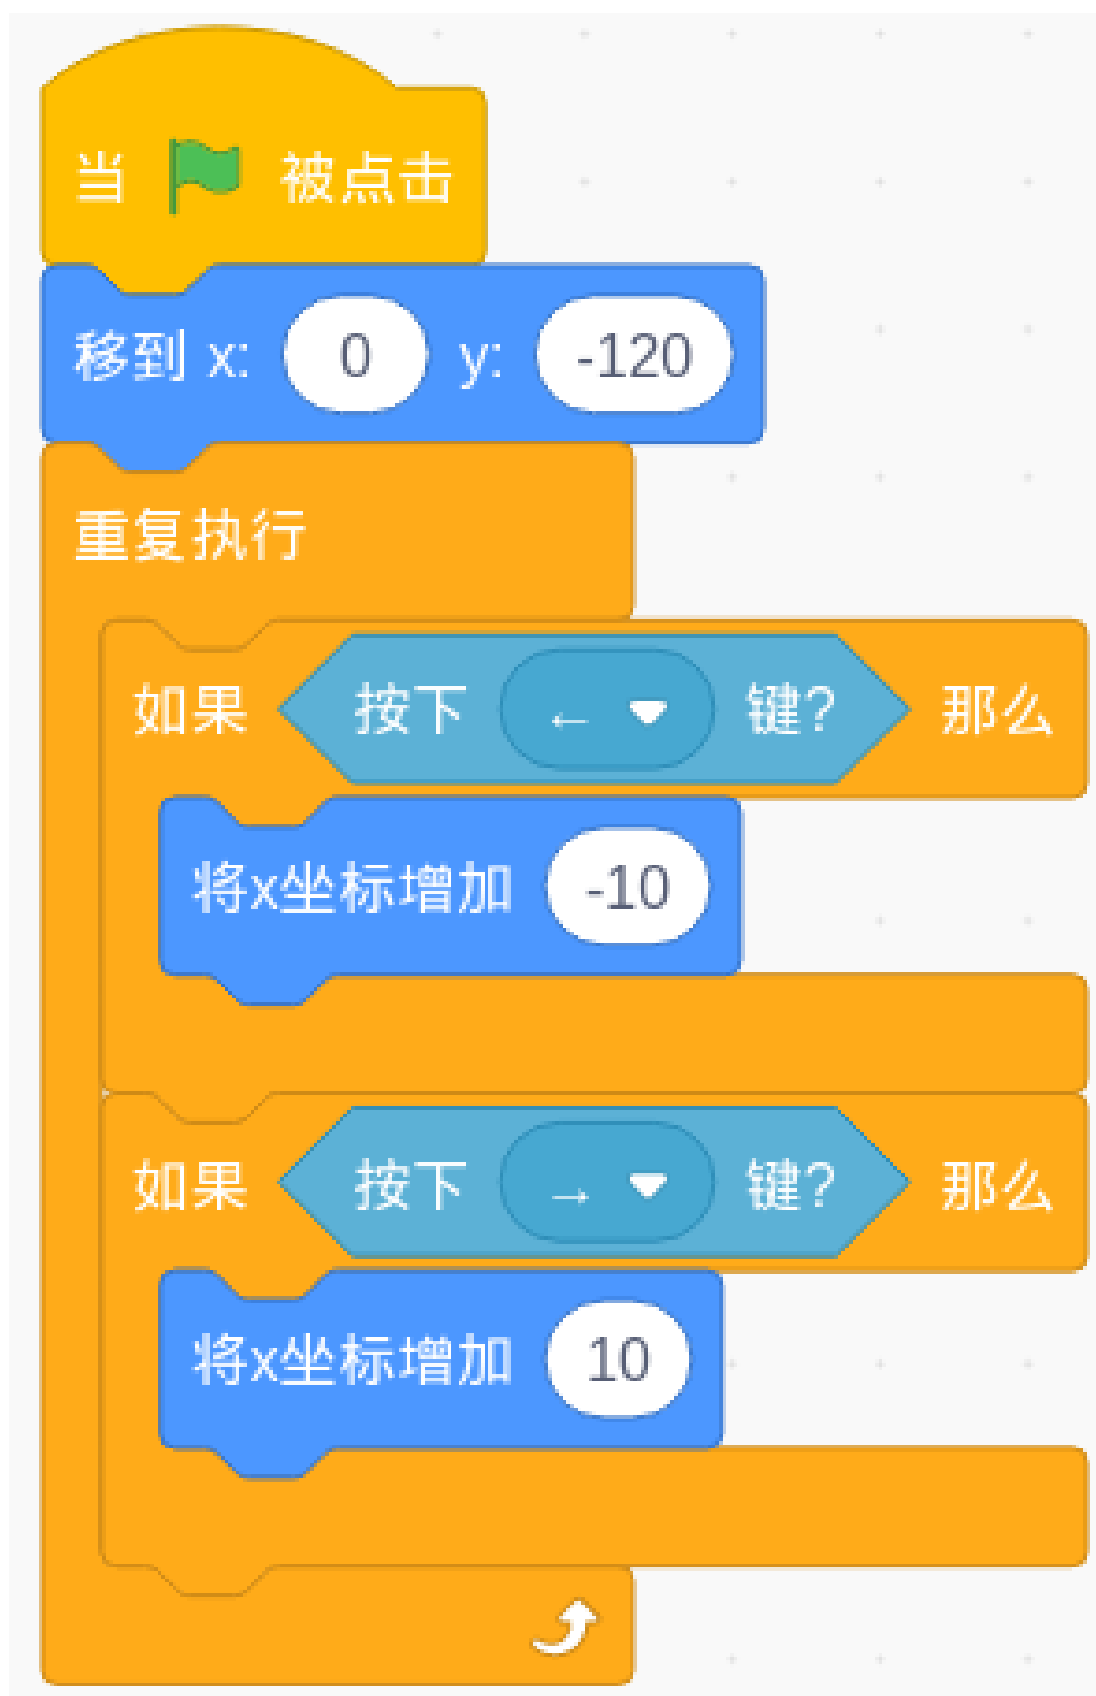 当 被点击
移到 x: 0 y: -120
重复执行
如果 按下 ← 键? 那么
将x坐标增加 -10
如果 按下 → 键? 那么
将x坐标增加 10